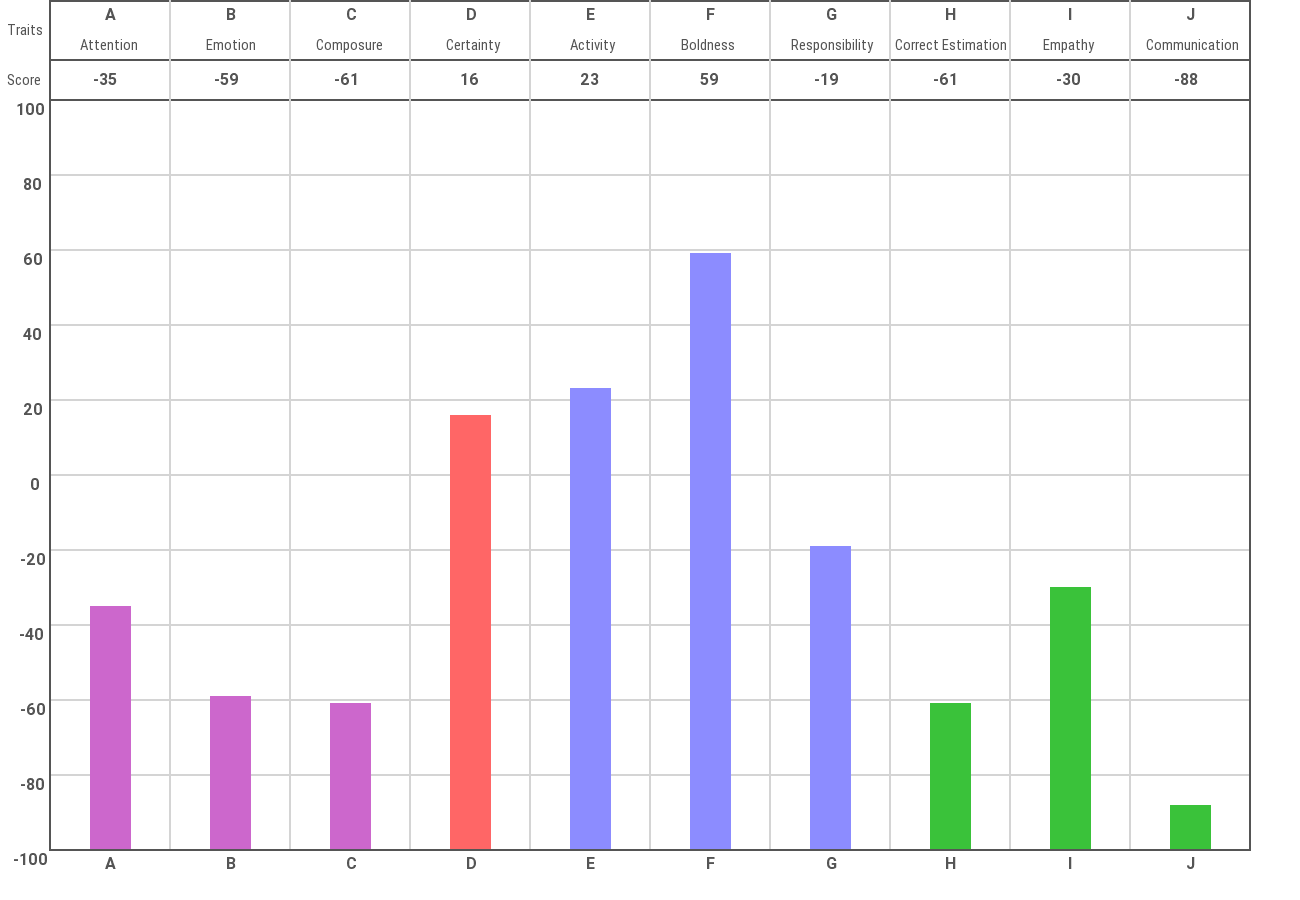 Traits A B C D E F G H I J
Attention Emotion Composure Certainty Activity Boldness Responsibility Correct Estimation Empathy Communication
Score -35 -59 -61 16 23 59 -19 -61 -30 -88
100
80
60
40
20
0
-20
-40
-60
-80
-100
A B C D E F G H I J